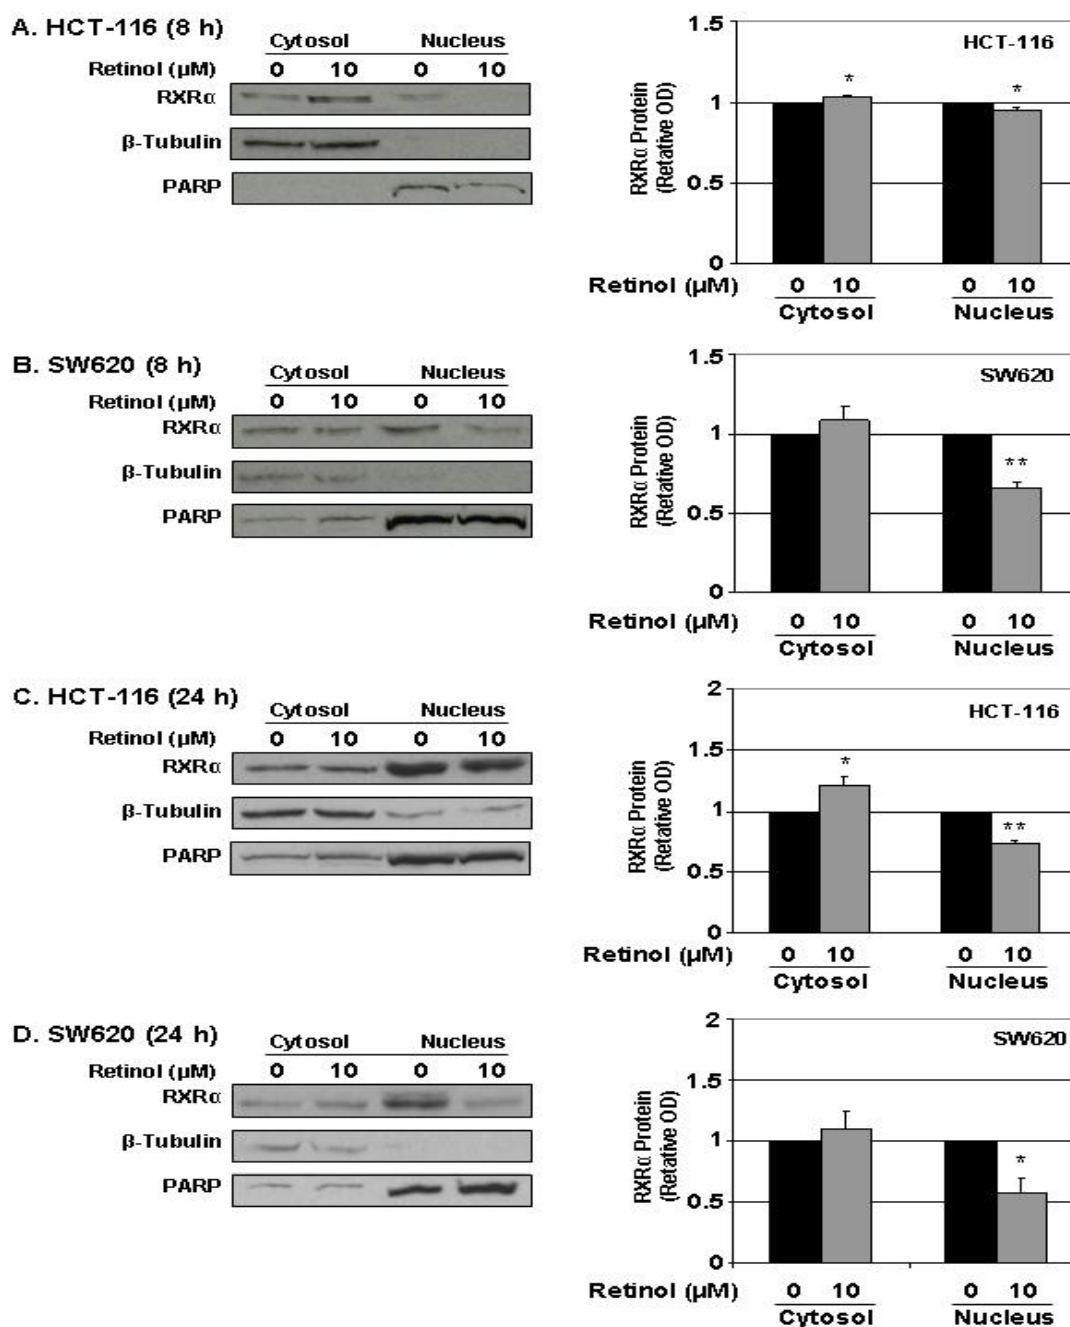 A. HCT-116 (8 h)
Cytosol Nucleus
Retinol (µM) 0 10 0 10
RXRα
β-Tubulin
PARP
1.5
1
0.5
0
RXRα Protein
(Retative OD)
HCT-116
*
*
Retinol (µM) 0 10 0 10
Cytosol Nucleus
B. SW620 (8 h)
Cytosol Nucleus
Retinol (µM) 0 10 0 10
RXRα
β-Tubulin
PARP
1.5
1
0.5
0
RXRα Protein
(Retative OD)
SW620
**
Retinol (µM) 0 10 0 10
Cytosol Nucleus
C. HCT-116 (24 h)
Cytosol Nucleus
Retinol (µM) 0 10 0 10
RXRα
β-Tubulin
PARP
2
1.5
1
0.5
0
RXRα Protein
(Retative OD)
HCT-116
*
**
Retinol (µM) 0 10 0 10
Cytosol Nucleus
D. SW620 (24 h)
Cytosol Nucleus
Retinol (µM) 0 10 0 10
RXRα
β-Tubulin
PARP
2
1.5
1
0.5
0
RXRα Protein
(Retative OD)
SW620
*
Retinol (µM) 0 10 0 10
Cytosol Nucleus